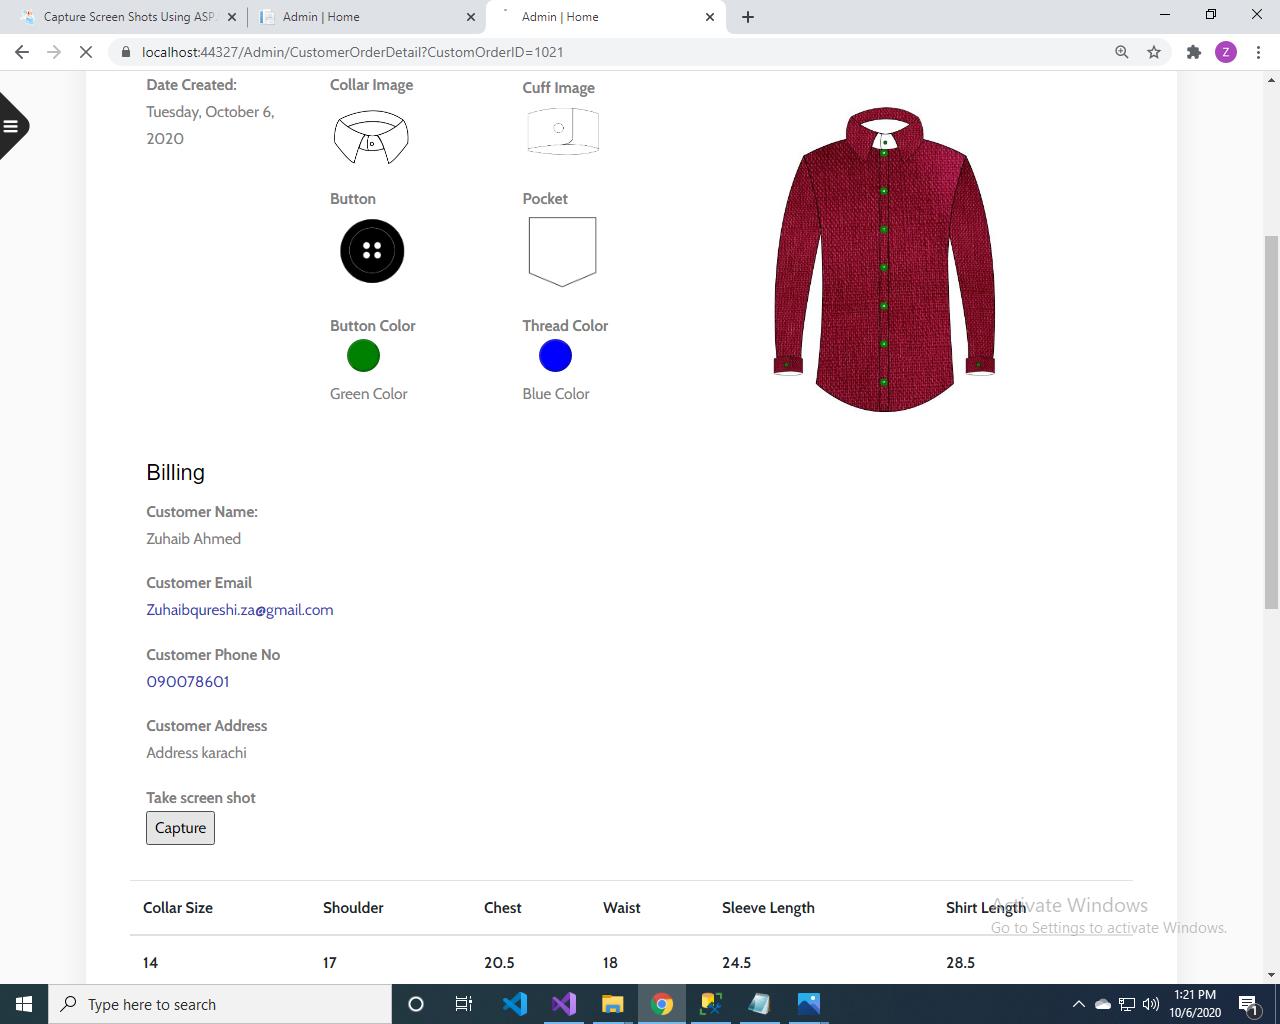 Capture Screen Shots Using ASP.
Admin | Home
Admin | Home
localhost:44327/Admin/CustomerOrderDetail?CustomOrderID=1021
Z
Date Created:
Tuesday, October 6,
2020
Collar Image
Cuff Image
Button
Pocket
Button Color
Thread Color
Green Color
Blue Color
Billing
Customer Name:
Zuhaib Ahmed
Customer Email
Zuhaibqureshi.za@gmail.com
Customer Phone No
090078601
Customer Address
Address karachi
Take screen shot
Capture
Collar Size Shoulder Chest Waist Sleeve Length Shirt Length
14 17 20.5 18 24.5 28.5
Activate Windows
Go to Settings to activate Windows.
Type here to search
1:21 PM
10/6/2020
1